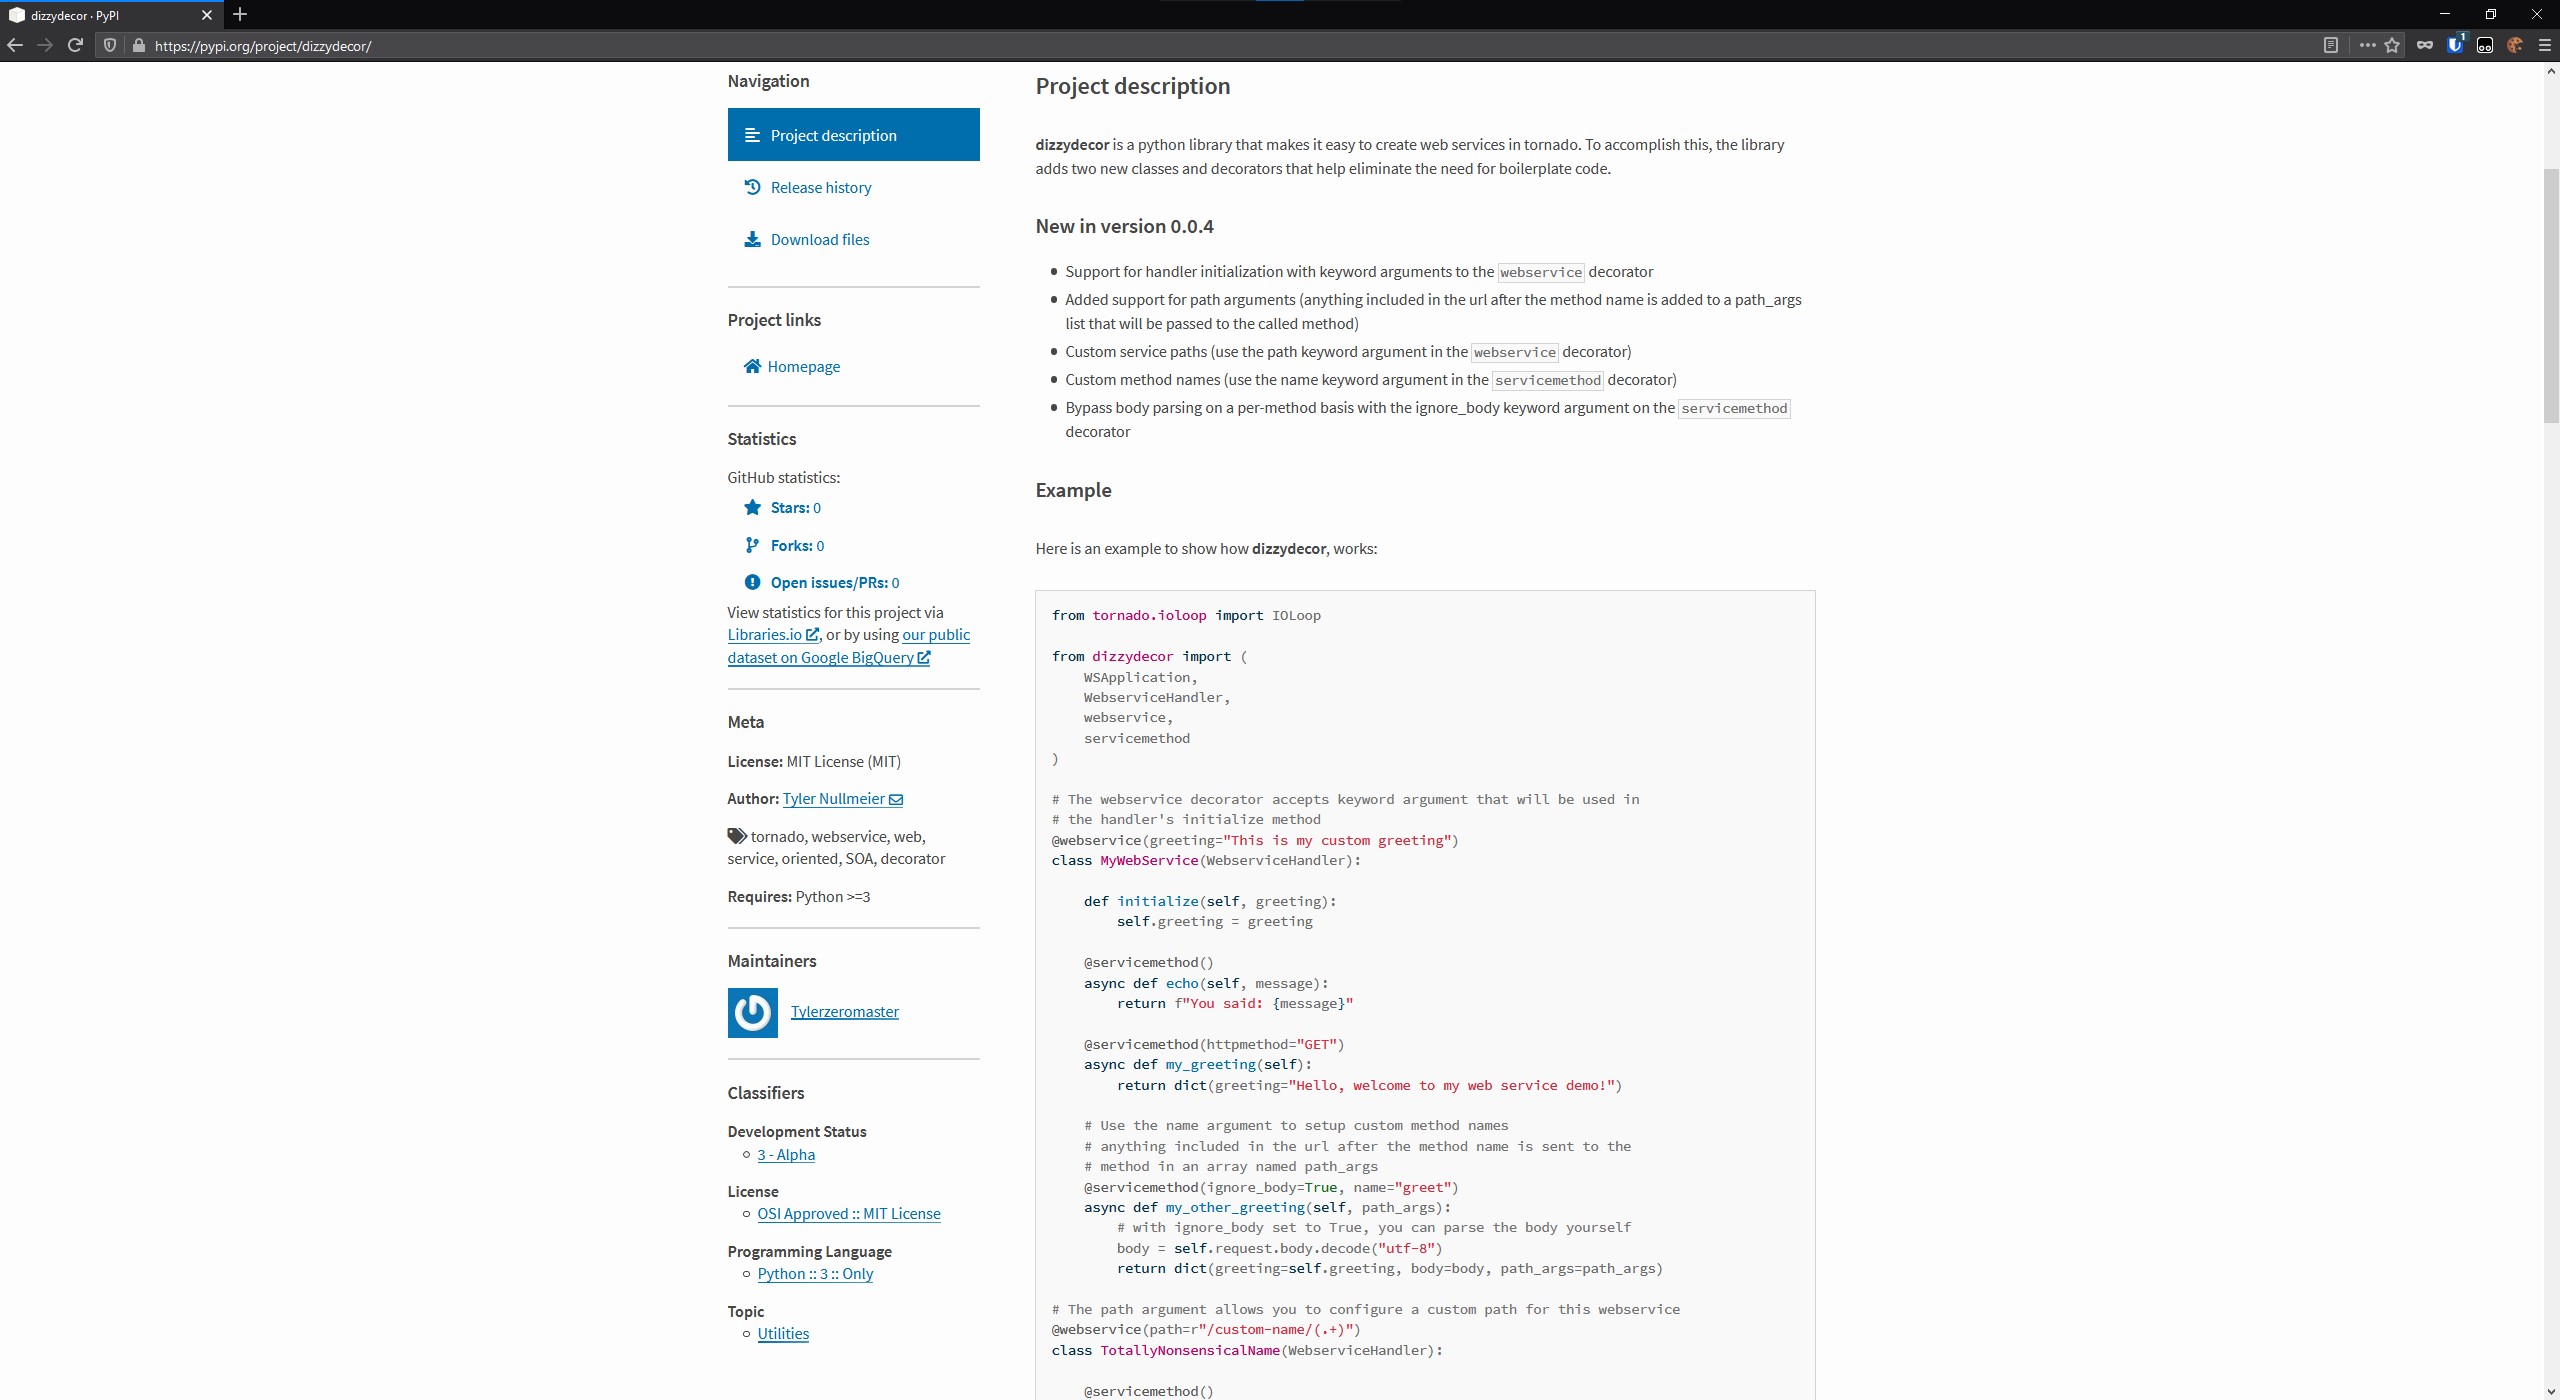 dizzydecor · PyPI
https://pypi.org/project/dizzydecor/
1
Navigation
Project description
Release history
Download files
Project links
Homepage
Statistics
GitHub statistics:
Stars: 0
Forks: 0
Open issues/PRs: 0
View statistics for this project via
Libraries.io, or by using our public
dataset on Google BigQuery
Meta
License: MIT License (MIT)
Author: Tyler Nullmeier
tornado, webservice, web,
service, oriented, SOA, decorator
Requires: Python >=3
Maintainers
Tylerzeromaster
Classifiers
Development Status
3 - Alpha
License
OSI Approved :: MIT License
Programming Language
Python :: 3 :: Only
Topic
Utilities
Project description
dizzydecor is a python library that makes it easy to create web services in tornado. To accomplish this, the library
adds two new classes and decorators that help eliminate the need for boilerplate code.
New in version 0.0.4
Support for handler initialization with keyword arguments to the webservice decorator
Added support for path arguments (anything included in the url after the method name is added to a path_args
list that will be passed to the called method)
Custom service paths (use the path keyword argument in the webservice decorator)
Custom method names (use the name keyword argument in the servicemethod decorator)
Bypass body parsing on a per-method basis with the ignore_body keyword argument on the servicemethod
decorator
Example
Here is an example to show how dizzydecor, works:
from tornado.ioloop import IOLoop
from dizzydecor import (
    WSApplication,
    WebserviceHandler,
    webservice,
    servicemethod
)
# The webservice decorator accepts keyword argument that will be used in
# the handler's initialize method
@webservice(greeting="This is my custom greeting")
class MyWebService(WebserviceHandler):
    def initialize(self, greeting):
        self.greeting = greeting
    @servicemethod()
    async def echo(self, message):
        return f"You said: {message}"
    @servicemethod(httpmethod="GET")
    async def my_greeting(self):
        return dict(greeting="Hello, welcome to my web service demo!")
    # Use the name argument to setup custom method names
    # anything included in the url after the method name is sent to the
    # method in an array named path_args
    @servicemethod(ignore_body=True, name="greet")
    async def my_other_greeting(self, path_args):
        # with ignore_body set to True, you can parse the body yourself
        body = self.request.body.decode("utf-8")
        return dict(greeting=self.greeting, body=body, path_args=path_args)
# The path argument allows you to configure a custom path for this webservice
@webservice(path=r"/custom-name/(.+)")
class TotallyNonsensicalName(WebserviceHandler):
    @servicemethod()